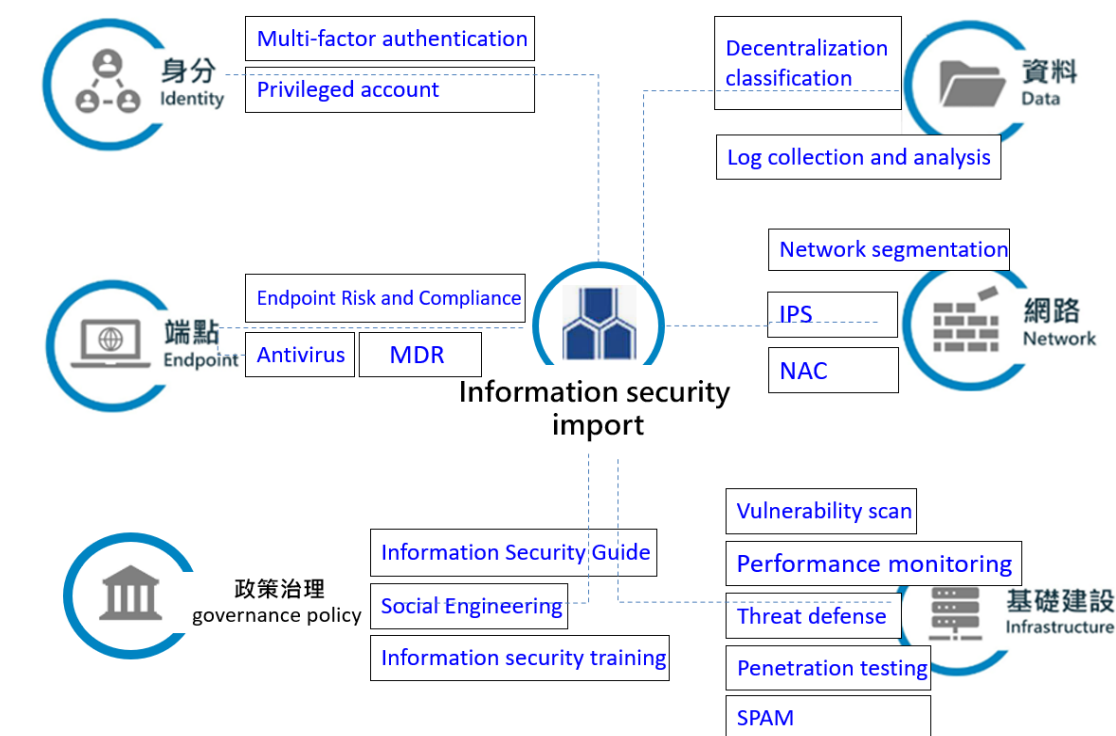 身分
Identity
Multi-factor authentication
Privileged account
Decentralization
classification
Log collection and analysis
資料
Data
端點
Endpoint
Endpoint Risk and Compliance
Antivirus
MDR
Information security
import
Network segmentation
IPS
NAC
網路
Network
政策治理
governance policy
Information Security Guide
Social Engineering
Information security training
Vulnerability scan
Performance monitoring
Threat defense
Penetration testing
SPAM
基礎建設
Infrastructure